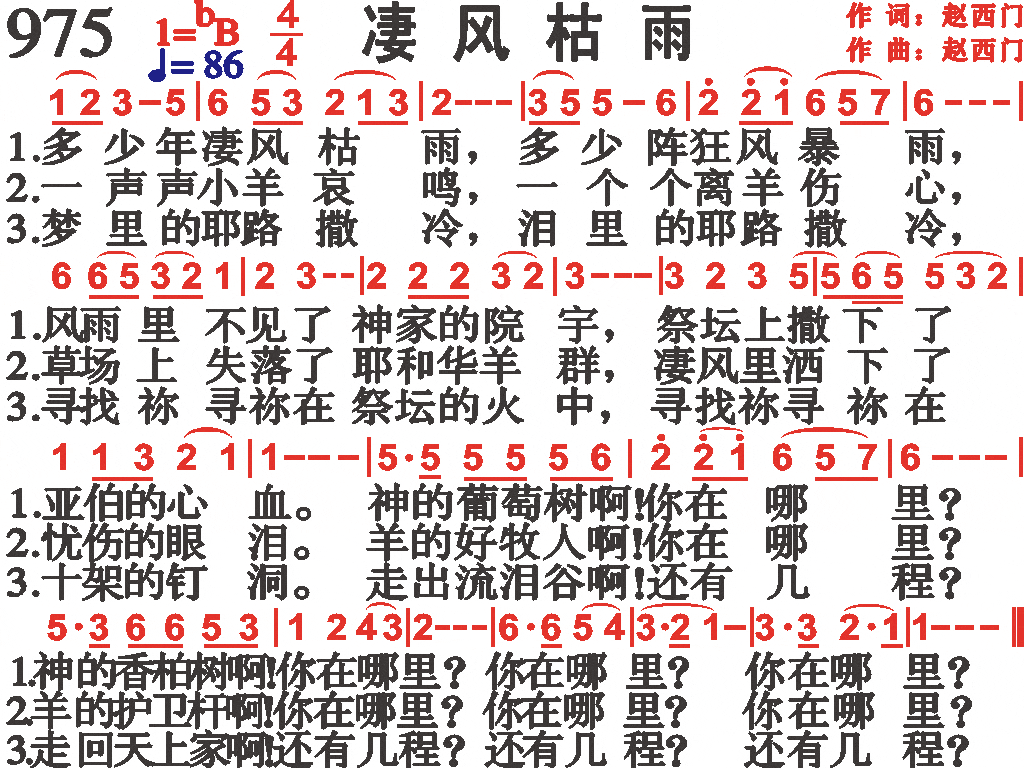 975 1=♭B 4/4 凄风枯雨 作 词：赵西门
♩= 86 作 曲：赵西门
1 2 3 – 5 | 6 5 3 2 1 3 | 2 – – – | 3 5 5 – 6 | 2̇ 2̇ 1̇ 6 5 7 | 6 – – – |
1.多少年凄风枯雨，多少阵狂风暴雨，
2.一声声小羊哀鸣，一个个离羊伤心，
3.梦里的耶路撒冷，泪里的耶路撒冷，
6 6 5 3 2 1 | 2 3 – – | 2 2 2 3 2 | 3 – – – | 3 2 3 5 | 5 6 5 5 3 2 |
1.风雨里不见了神家的院宇，祭坛上撒下了
2.草场上失落了耶和华羊群，凄风里洒下了
3.寻找祢寻祢在祭坛的火中，寻找祢寻祢在
1 1 3 2 1 | 1 – – – | 5 · 5 5 5 5 6 | 2̇ 2̇ 1̇ 6 5 7 | 6 – – – |
1.亚伯的心血。神的葡萄树啊!你在哪里？
2.忧伤的眼泪。羊的好牧人啊!你在哪里？
3.十架的钉洞。走出流泪谷啊!还有几程？
5 · 3 6 6 5 3 | 1 2 4 3 | 2 – – – | 6 · 6 5 4 | 3 · 2 1 – | 3 · 3 2 · 1 | 1 – – – ‖
1.神的香柏树啊!你在哪里？你在哪里？你在哪里？
2.羊的护卫杆啊!你在哪里？你在哪里？你在哪里？
3.走回天上家啊!还有几程？还有几程？还有几程？